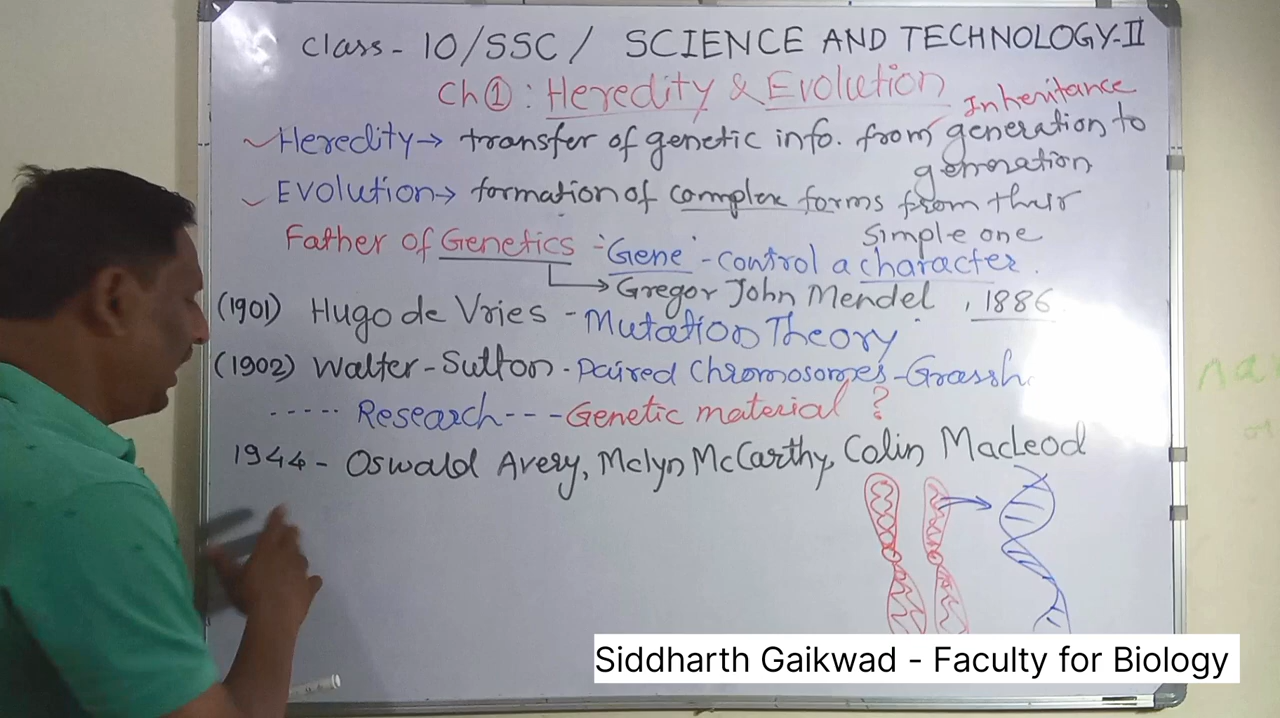 Class - 10/SSC / SCIENCE AND TECHNOLOGY-II
Ch ① : Heredity & Evolution
Inheritance
Heredity → transfer of genetic info. from generation to
generation
Evolution → formation of complex forms from their
Simple one
Father of Genetics - "Gene" - control a character.
→ Gregor John Mendel , 1886
(1901) Hugo de Vries - Mutation Theory
(1902) Walter - Sutton - Paired Chromosomes - Grassh
----- Research --- Genetic material ?
1944 - Oswald Avery, Mclyn McCarthy, Colin Macleod
Siddharth Gaikwad - Faculty for Biology